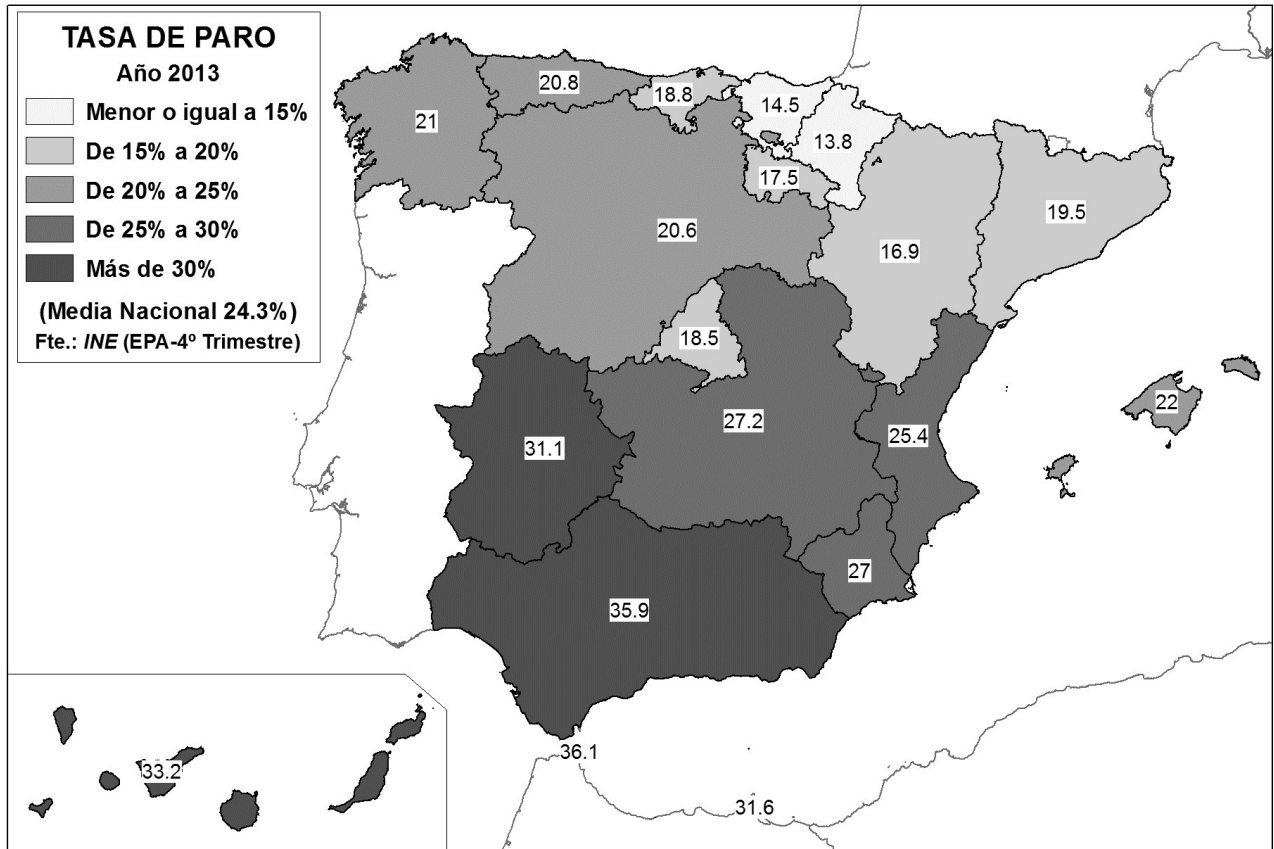 TASA DE PARO
Año 2013
Menor o igual a 15%
De 15% a 20%
De 20% a 25%
De 25% a 30%
Más de 30%
(Media Nacional 24.3%)
Fte.: INE (EPA-4º Trimestre)
20.8
18.8
14.5
21
13.8
17.5
19.5
20.6
16.9
18.5
22
27.2
25.4
31.1
27
35.9
36.1
33.2
31.6